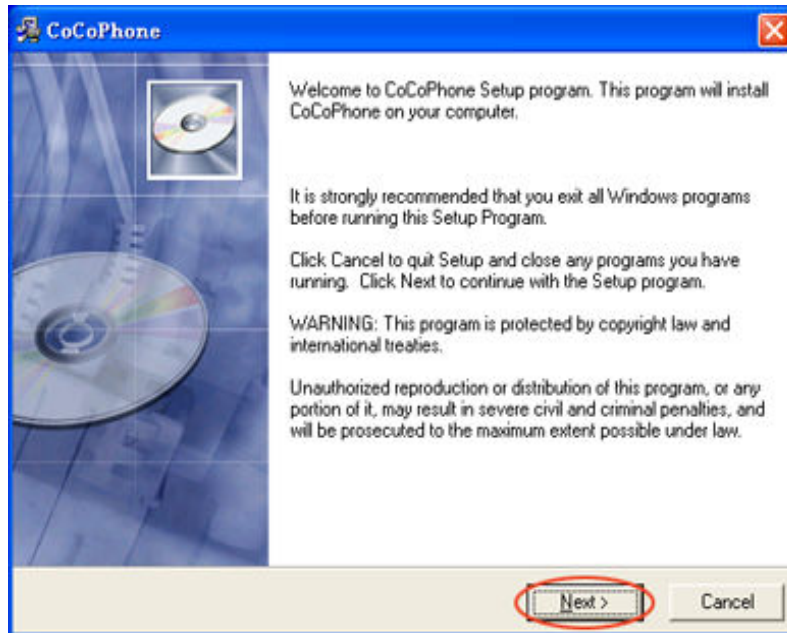 CoCoPhone
Welcome to CoCoPhone Setup program. This program will install
CoCoPhone on your computer.
It is strongly recommended that you exit all Windows programs
before running this Setup Program.
Click Cancel to quit Setup and close any programs you have
running. Click Next to continue with the Setup program.
WARNING: This program is protected by copyright law and
international treaties.
Unauthorized reproduction or distribution of this program, or any
portion of it, may result in severe civil and criminal penalties, and
will be prosecuted to the maximum extent possible under law.
Next > Cancel